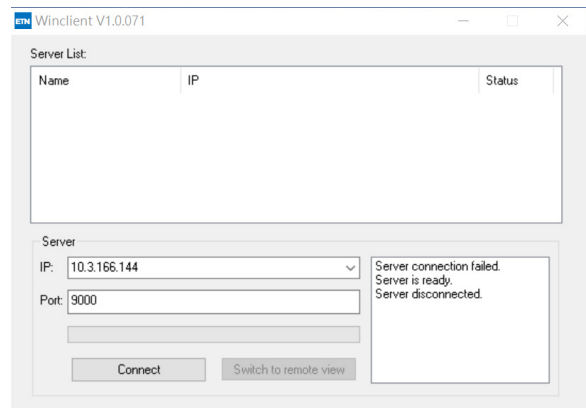 ETN Winclient V1.0.071
Server List:
Name IP Status
Server
IP: 10.3.166.144
Port: 9000
Server connection failed.
Server is ready.
Server disconnected.
Connect Switch to remote view